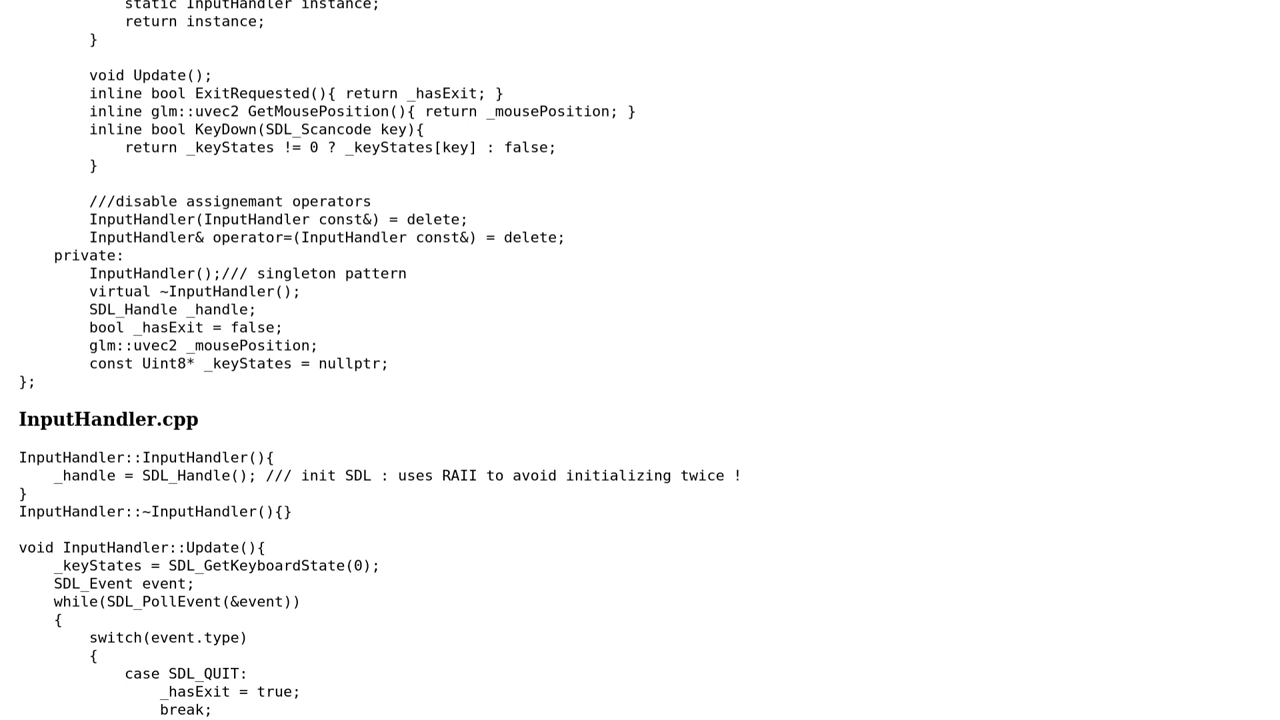 static InputHandler instance;
return instance;
}
void Update();
inline bool ExitRequested(){ return _hasExit; }
inline glm::uvec2 GetMousePosition(){ return _mousePosition; }
inline bool KeyDown(SDL_Scancode key){
return _keyStates != 0 ? _keyStates[key] : false;
}
///disable assignemant operators
InputHandler(InputHandler const&) = delete;
InputHandler& operator=(InputHandler const&) = delete;
private:
InputHandler();/// singleton pattern
virtual ~InputHandler();
SDL_Handle _handle;
bool _hasExit = false;
glm::uvec2 _mousePosition;
const Uint8* _keyStates = nullptr;
};
InputHandler.cpp
InputHandler::InputHandler(){
_handle = SDL_Handle(); /// init SDL : uses RAII to avoid initializing twice !
}
InputHandler::~InputHandler(){}
void InputHandler::Update(){
_keyStates = SDL_GetKeyboardState(0);
SDL_Event event;
while(SDL_PollEvent(&event))
{
switch(event.type)
{
case SDL_QUIT:
_hasExit = true;
break;